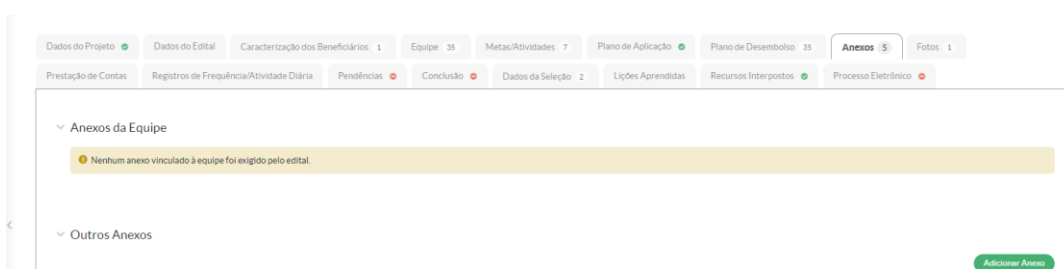 Dados do Projeto Dados do Edital Caracterização dos Beneficiários 1 Equipe 35 Metas/Atividades 7 Plano de Aplicação Plano de Desembolso 35 Anexos 5 Fotos 1
Prestação de Contas Registros de Frequência/Atividade Diária Pendências Conclusão Dados da Seleção 2 Lições Aprendidas Recursos Interpostos Processo Eletrônico
Anexos da Equipe
Nenhum anexo vinculado à equipe foi exigido pelo edital.
Outros Anexos
Adicionar Anexo